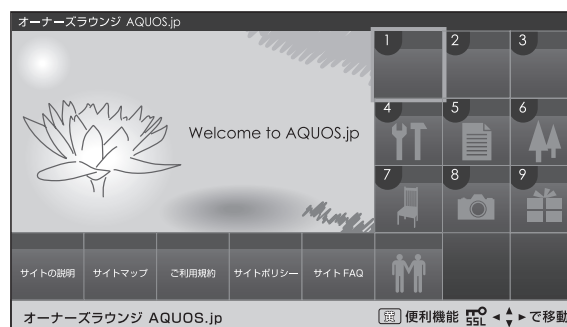 オーナーズラウンジ AQUOS.jp
1
2
3
Welcome to AQUOS.jp
4
5
6
7
8
9
サイトの説明
サイトマップ
ご利用規約
サイトポリシー
サイト FAQ
オーナーズラウンジ AQUOS.jp
便利機能 SSL で移動